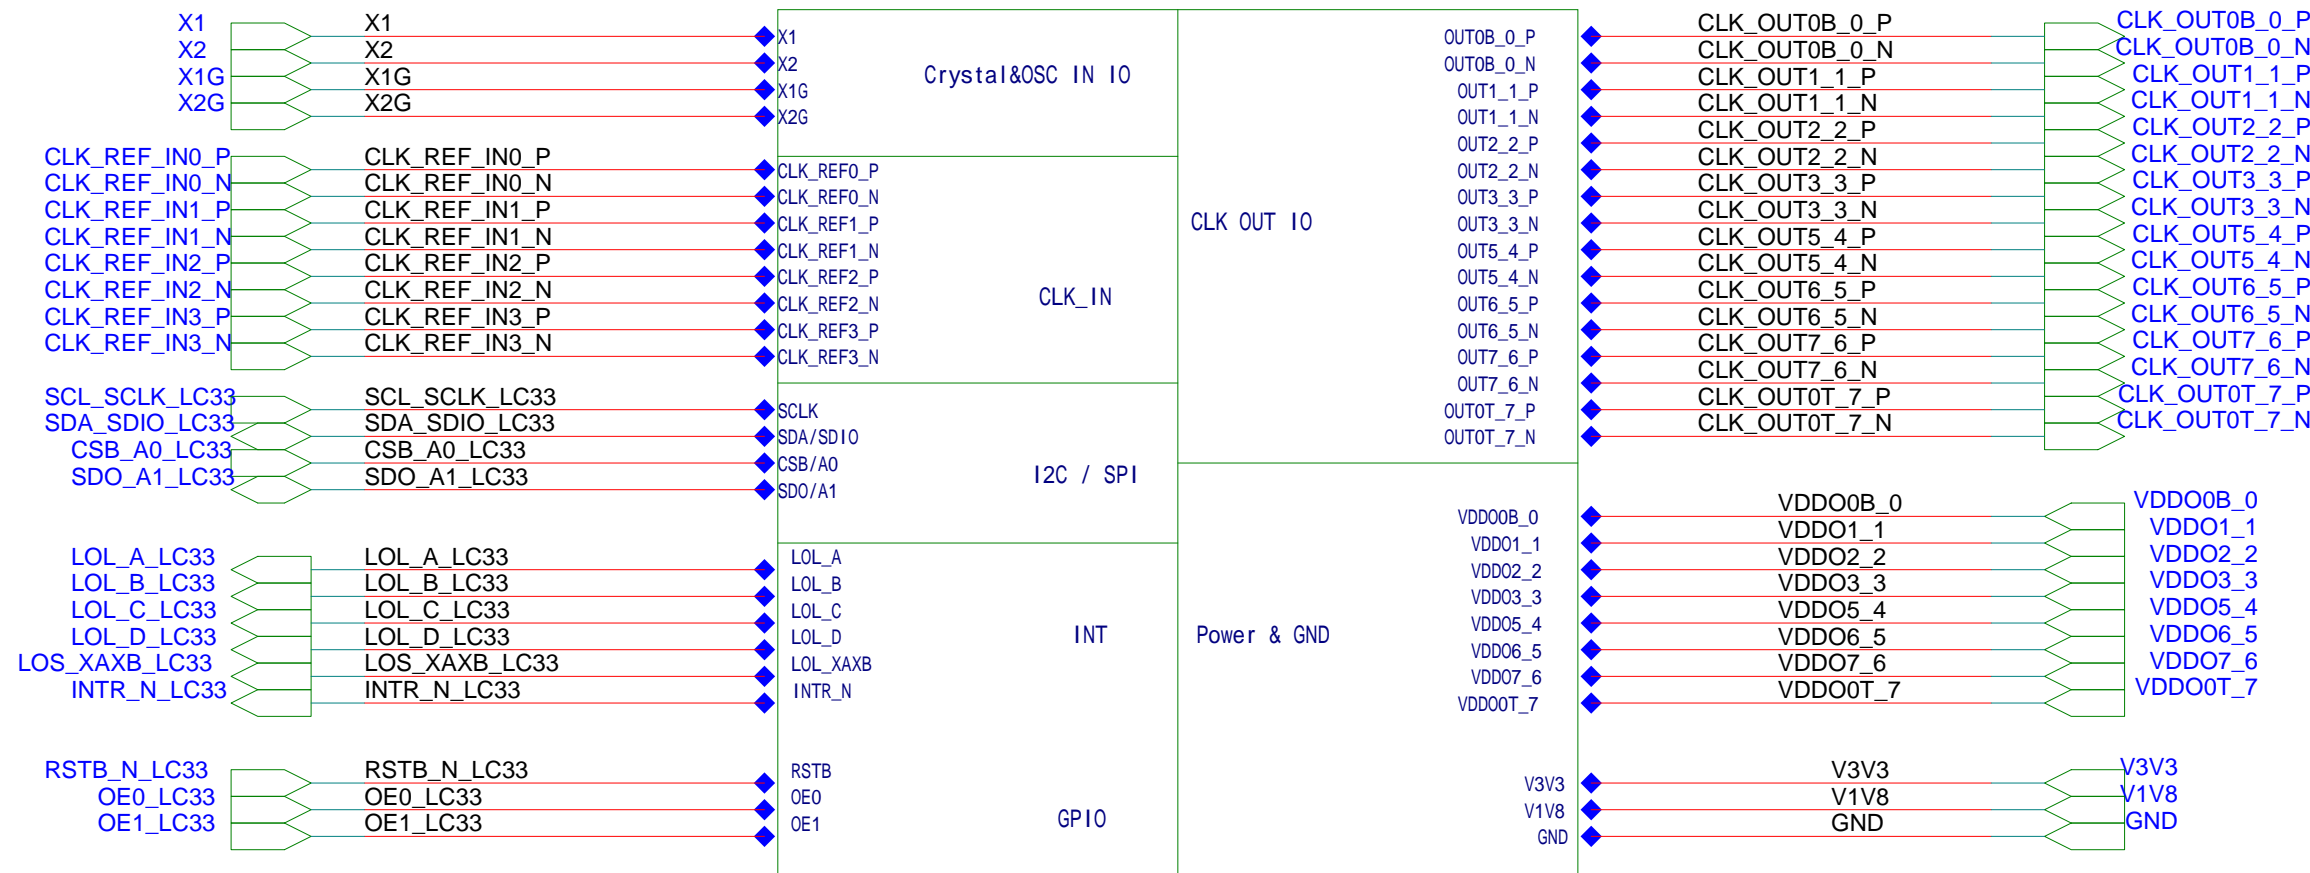 X1 X1 X1
X2 X2 X2
X1G X1G X1G
X2G X2G X2G
Crystal&OSC IN IO
CLK_REF_IN0_P CLK_REF_IN0_P CLK_REF0_P
CLK_REF_IN0_N CLK_REF_IN0_N CLK_REF0_N
CLK_REF_IN1_P CLK_REF_IN1_P CLK_REF1_P
CLK_REF_IN1_N CLK_REF_IN1_N CLK_REF1_N
CLK_REF_IN2_P CLK_REF_IN2_P CLK_REF2_P
CLK_REF_IN2_N CLK_REF_IN2_N CLK_REF2_N
CLK_REF_IN3_P CLK_REF_IN3_P CLK_REF3_P
CLK_REF_IN3_N CLK_REF_IN3_N CLK_REF3_N
CLK_IN
SCL_SCLK_LC33 SCL_SCLK_LC33 SCLK
SDA_SDIO_LC33 SDA_SDIO_LC33 SDA/SDIO
CSB_A0_LC33 CSB_A0_LC33 CSB/A0
SDO_A1_LC33 SDO_A1_LC33 SDO/A1
I2C / SPI
LOL_A_LC33 LOL_A_LC33 LOL_A
LOL_B_LC33 LOL_B_LC33 LOL_B
LOL_C_LC33 LOL_C_LC33 LOL_C
LOL_D_LC33 LOL_D_LC33 LOL_D
LOS_XAXB_LC33 LOS_XAXB_LC33 LOL_XAXB
INTR_N_LC33 INTR_N_LC33 INTR_N
INT
RSTB_N_LC33 RSTB_N_LC33 RSTB
OE0_LC33 OE0_LC33 OE0
OE1_LC33 OE1_LC33 OE1
GPIO
CLK OUT IO
OUT0B_0_P CLK_OUT0B_0_P CLK_OUT0B_0_P
OUT0B_0_N CLK_OUT0B_0_N CLK_OUT0B_0_N
OUT1_1_P CLK_OUT1_1_P CLK_OUT1_1_P
OUT1_1_N CLK_OUT1_1_N CLK_OUT1_1_N
OUT2_2_P CLK_OUT2_2_P CLK_OUT2_2_P
OUT2_2_N CLK_OUT2_2_N CLK_OUT2_2_N
OUT3_3_P CLK_OUT3_3_P CLK_OUT3_3_P
OUT3_3_N CLK_OUT3_3_N CLK_OUT3_3_N
OUT5_4_P CLK_OUT5_4_P CLK_OUT5_4_P
OUT5_4_N CLK_OUT5_4_N CLK_OUT5_4_N
OUT6_5_P CLK_OUT6_5_P CLK_OUT6_5_P
OUT6_5_N CLK_OUT6_5_N CLK_OUT6_5_N
OUT7_6_P CLK_OUT7_6_P CLK_OUT7_6_P
OUT7_6_N CLK_OUT7_6_N CLK_OUT7_6_N
OUT0T_7_P CLK_OUT0T_7_P CLK_OUT0T_7_P
OUT0T_7_N CLK_OUT0T_7_N CLK_OUT0T_7_N
Power & GND
VDDO0B_0 VDDO0B_0 VDDO0B_0
VDDO1_1 VDDO1_1 VDDO1_1
VDDO2_2 VDDO2_2 VDDO2_2
VDDO3_3 VDDO3_3 VDDO3_3
VDDO5_4 VDDO5_4 VDDO5_4
VDDO6_5 VDDO6_5 VDDO6_5
VDDO7_6 VDDO7_6 VDDO7_6
VDDO0T_7 VDDO0T_7 VDDO0T_7
V3V3 V3V3 V3V3
V1V8 V1V8 V1V8
GND GND GND